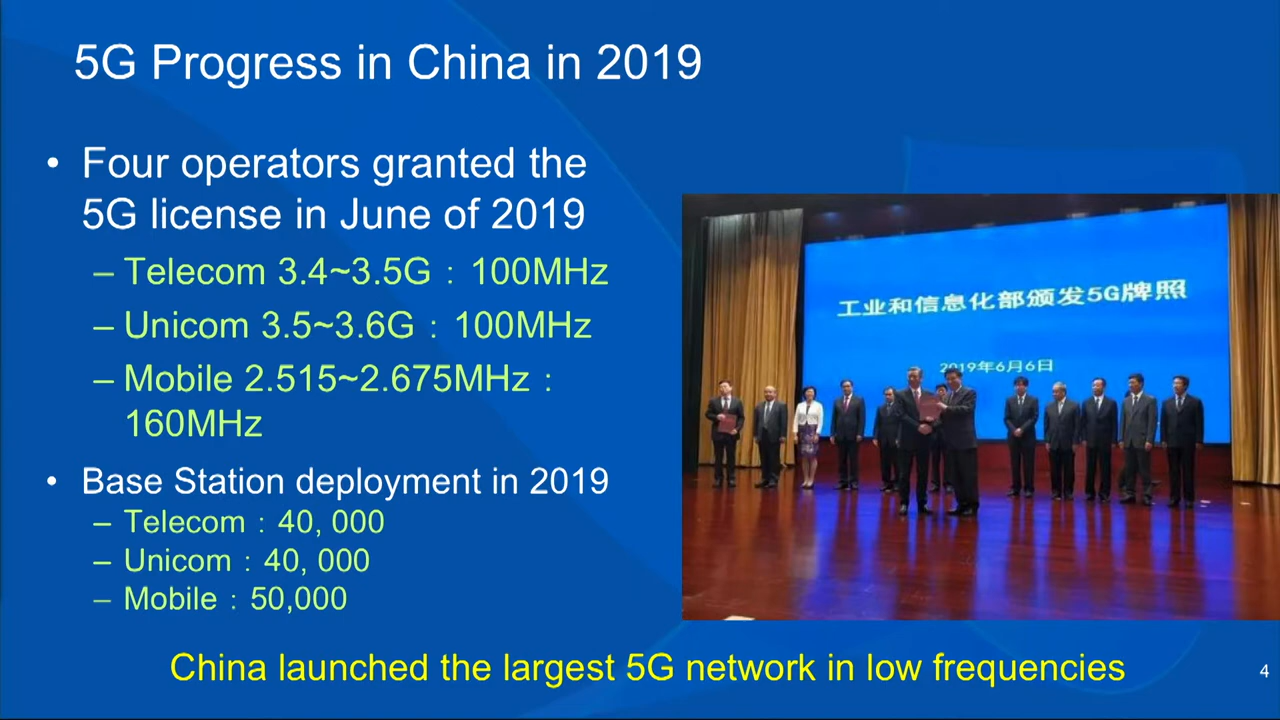 5G Progress in China in 2019
• Four operators granted the
5G license in June of 2019
– Telecom 3.4~3.5G：100MHz
– Unicom 3.5~3.6G：100MHz
– Mobile 2.515~2.675MHz：
160MHz
• Base Station deployment in 2019
– Telecom：40, 000
– Unicom：40, 000
– Mobile：50,000
工业和信息化部颁发5G牌照
2019年6月6日
China launched the largest 5G network in low frequencies
4